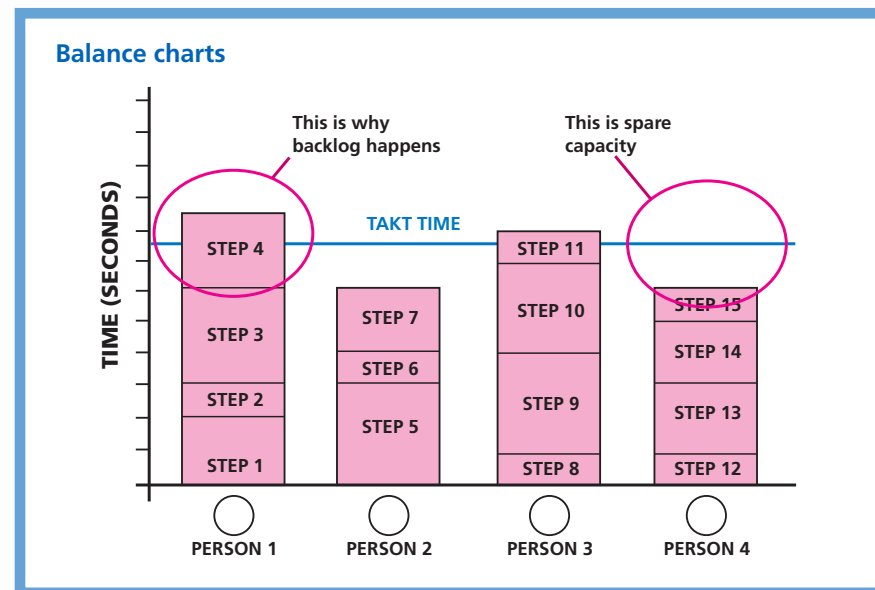 Balance charts
This is why
backlog happens
This is spare
capacity
TIME (SECONDS)
TAKT TIME
STEP 4
STEP 3
STEP 2
STEP 1
STEP 7
STEP 6
STEP 5
STEP 11
STEP 10
STEP 9
STEP 8
STEP 15
STEP 14
STEP 13
STEP 12
PERSON 1
PERSON 2
PERSON 3
PERSON 4